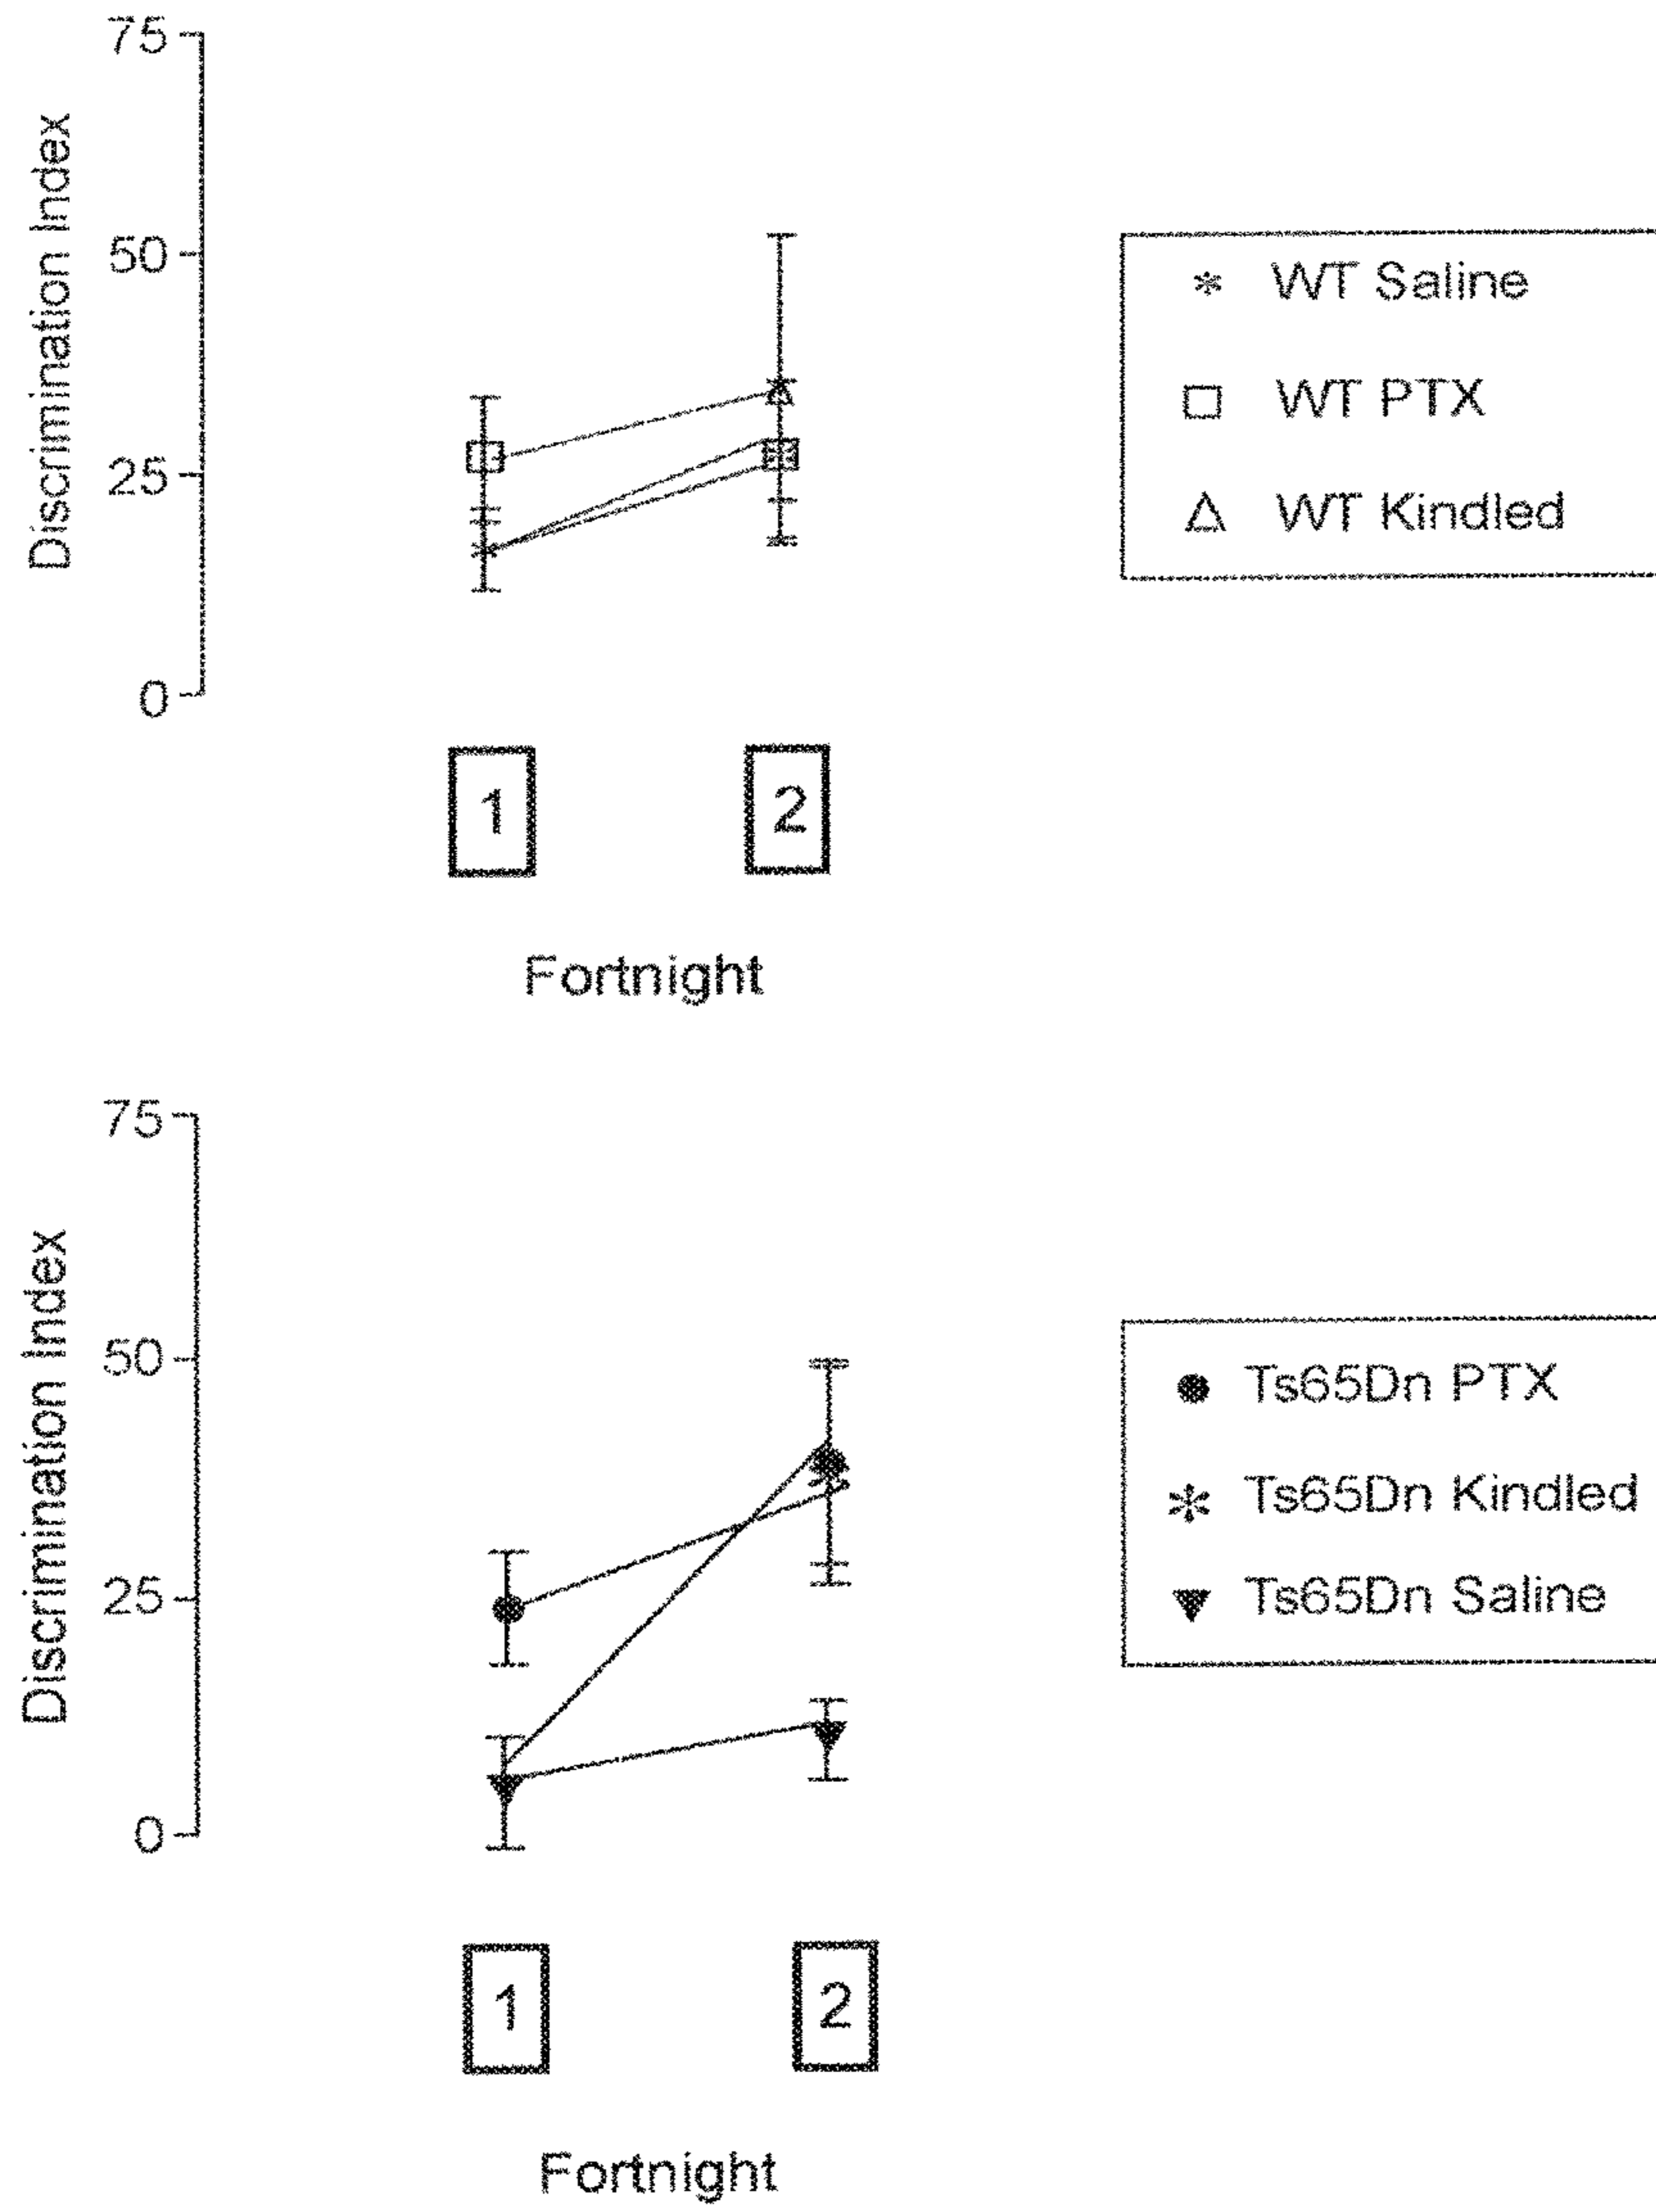 Discrimination Index
75
50
25
0
WT Saline
WT PTX
WT Kindled
1
2
Fortnight
Discrimination Index
75
50
25
0
Ts65Dn PTX
Ts65Dn Kindled
Ts65Dn Saline
1
2
Fortnight